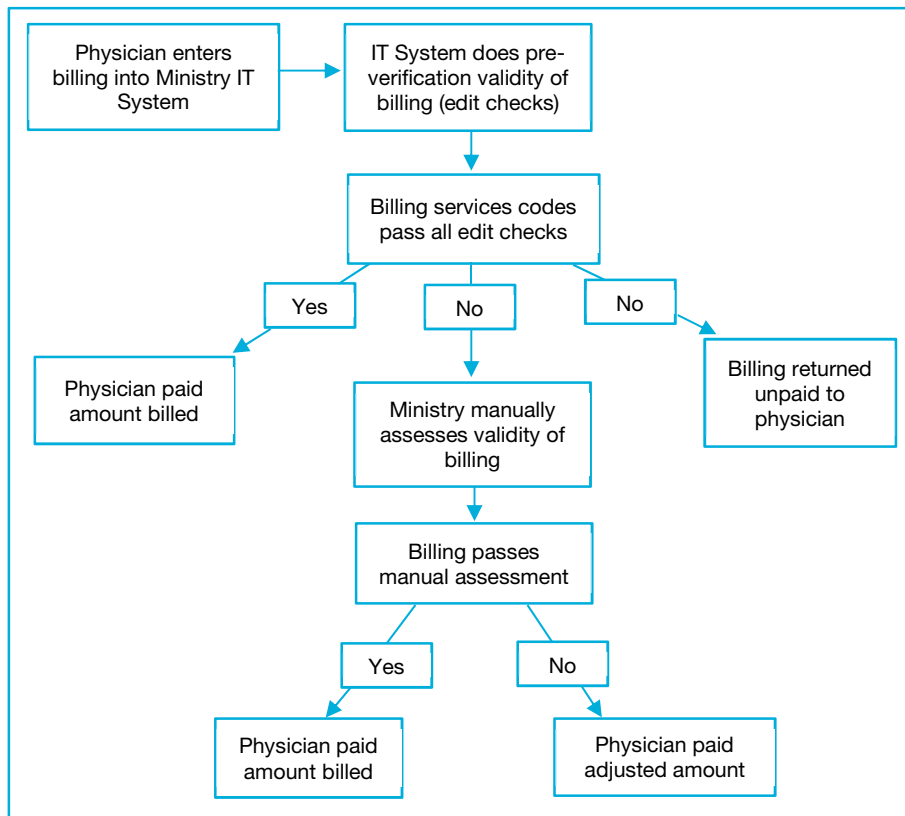 Physician enters
billing into Ministry IT
System
IT System does pre-
verification validity of
billing (edit checks)
Billing services codes
pass all edit checks
Yes
No
No
Physician paid
amount billed
Ministry manually
assesses validity of
billing
Billing returned
unpaid to
physician
Billing passes
manual assessment
Yes
No
Physician paid
amount billed
Physician paid
adjusted amount